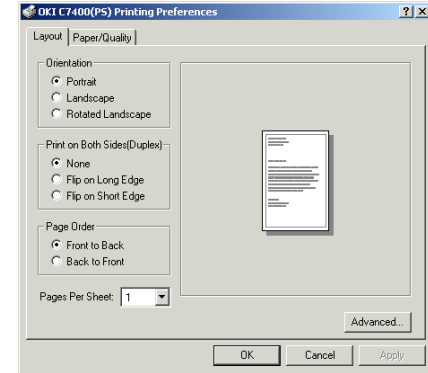 OKI C7400(PS) Printing Preferences
Layout
Paper/Quality
Orientation
Portrait
Landscape
Rotated Landscape
Print on Both Sides(Duplex)
None
Flip on Long Edge
Flip on Short Edge
Page Order
Front to Back
Back to Front
Pages Per Sheet: 1
Advanced...
OK
Cancel
Apply